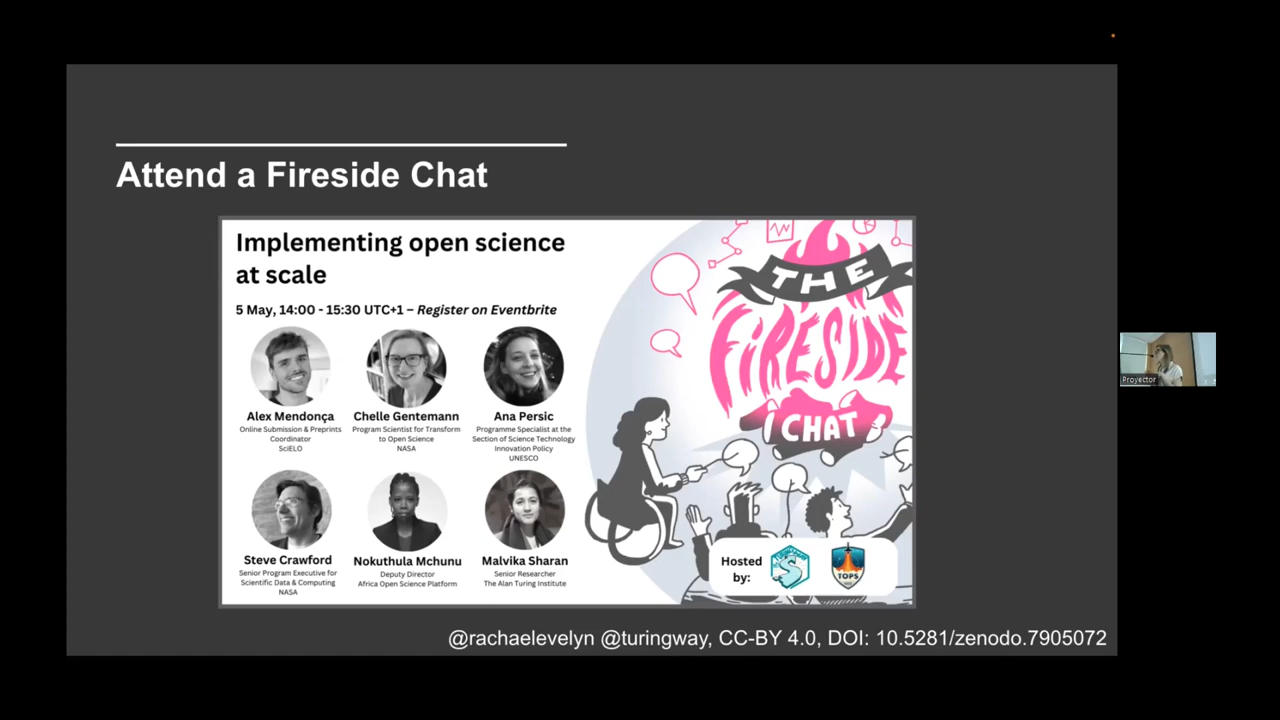 Attend a Fireside Chat
Implementing open science
at scale
5 May, 14:00 - 15:30 UTC+1 – Register on Eventbrite
Alex Mendonça
Online Submission & Preprints
Coordinator
SciELO
Chelle Gentemann
Program Scientist for Transform
to Open Science
NASA
Ana Persic
Programme Specialist at the
Section of Science Technology
Innovation Policy
UNESCO
Steve Crawford
Senior Program Executive for
Scientific Data & Computing
NASA
Nokuthula Mchunu
Deputy Director
Africa Open Science Platform
Malvika Sharan
Senior Researcher
The Alan Turing Institute
THE
FIRESIDE
CHAT
Hosted
by:
TOPS
@rachaelevelyn @turingway, CC-BY 4.0, DOI: 10.5281/zenodo.7905072
Proyector